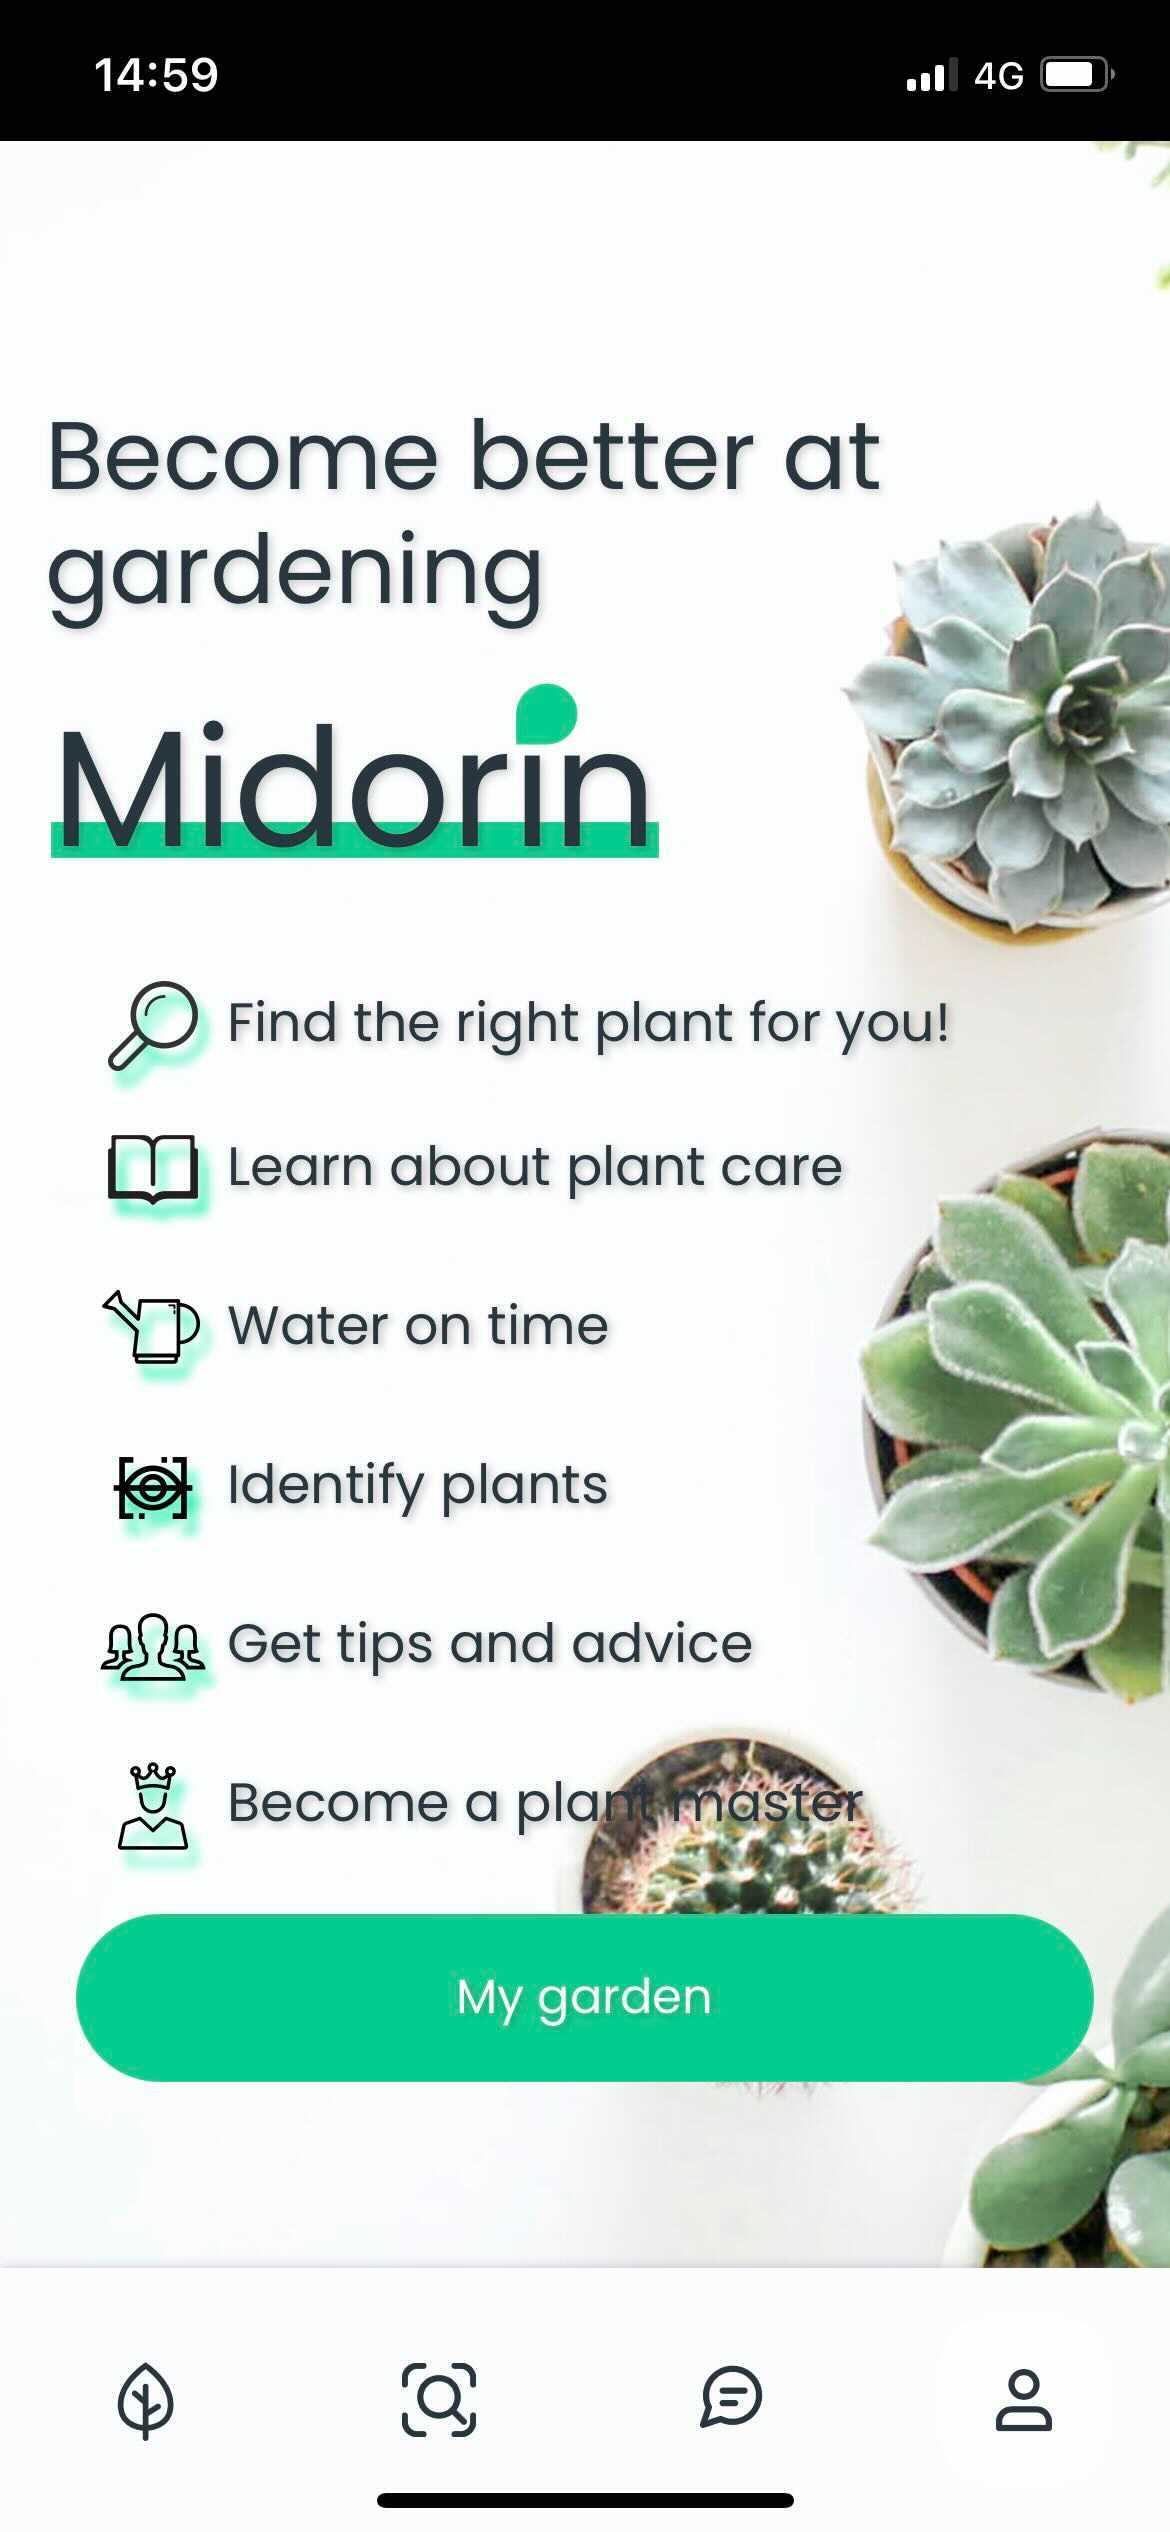 14:59 4G
Become better at
gardening
Midorin
Find the right plant for you!
Learn about plant care
Water on time
Identify plants
Get tips and advice
Become a plant master
My garden